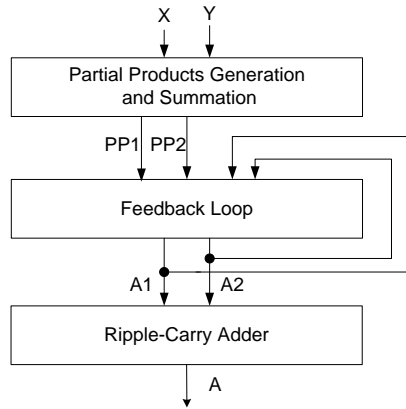 X Y
Partial Products Generation
and Summation
PP1 PP2
Feedback Loop
A1 A2
Ripple-Carry Adder
A